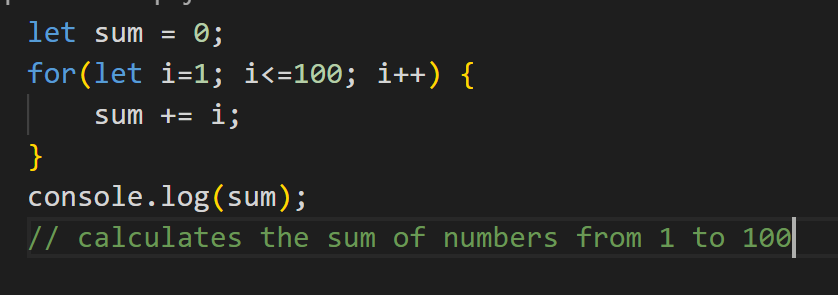 let sum = 0;
for(let i=1; i<=100; i++) {
    sum += i;
}
console.log(sum);
// calculates the sum of numbers from 1 to 100